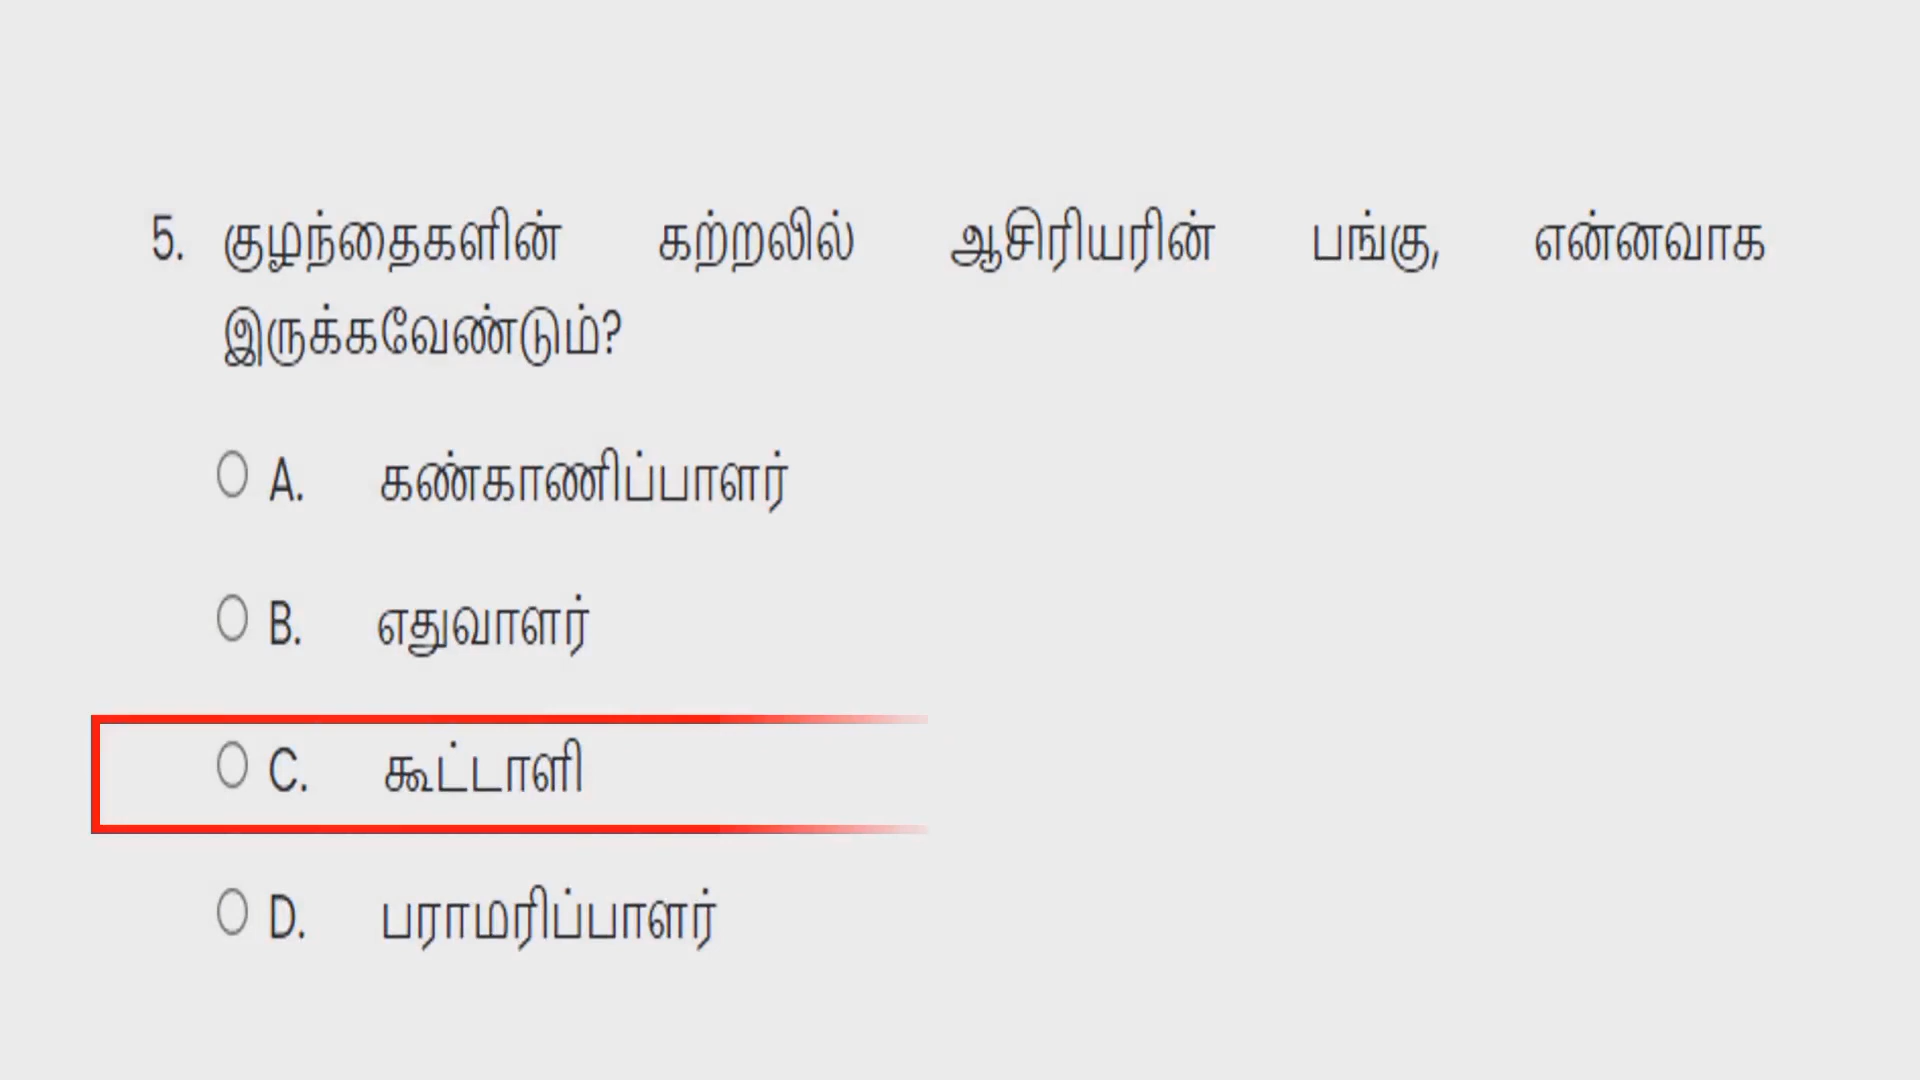 5. குழந்தைகளின் கற்றலில் ஆசிரியரின் பங்கு, என்னவாக
இருக்கவேண்டும்?
A. கண்காணிப்பாளர்
B. எதுவாளர்
C. கூட்டாளி
D. பராமரிப்பாளர்